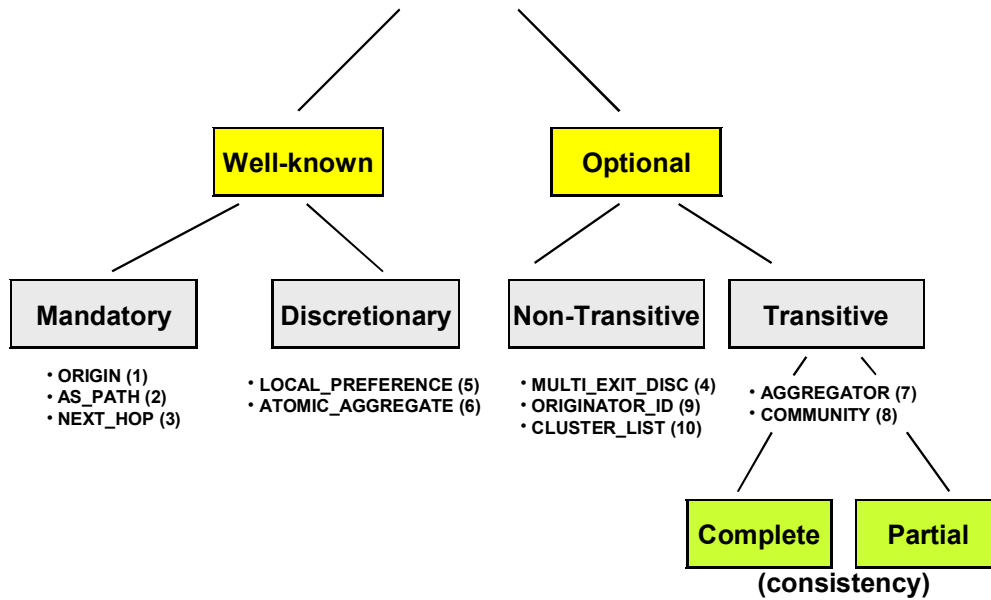 Well-known
Optional
Mandatory
Discretionary
Non-Transitive
Transitive
• ORIGIN (1)
• AS_PATH (2)
• NEXT_HOP (3)
• LOCAL_PREFERENCE (5)
• ATOMIC_AGGREGATE (6)
• MULTI_EXIT_DISC (4)
• ORIGINATOR_ID (9)
• CLUSTER_LIST (10)
• AGGREGATOR (7)
• COMMUNITY (8)
Complete
Partial
(consistency)